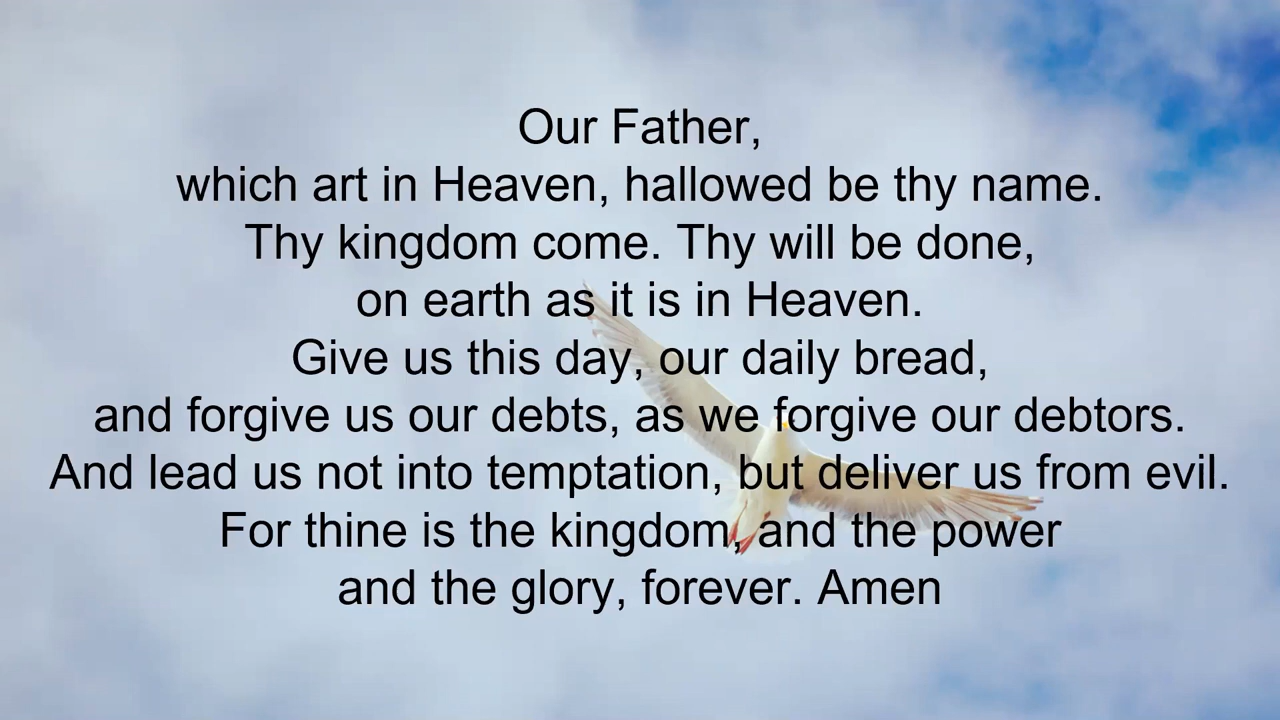 Our Father,
which art in Heaven, hallowed be thy name.
Thy kingdom come. Thy will be done,
on earth as it is in Heaven.
Give us this day, our daily bread,
and forgive us our debts, as we forgive our debtors.
And lead us not into temptation, but deliver us from evil.
For thine is the kingdom, and the power
and the glory, forever. Amen